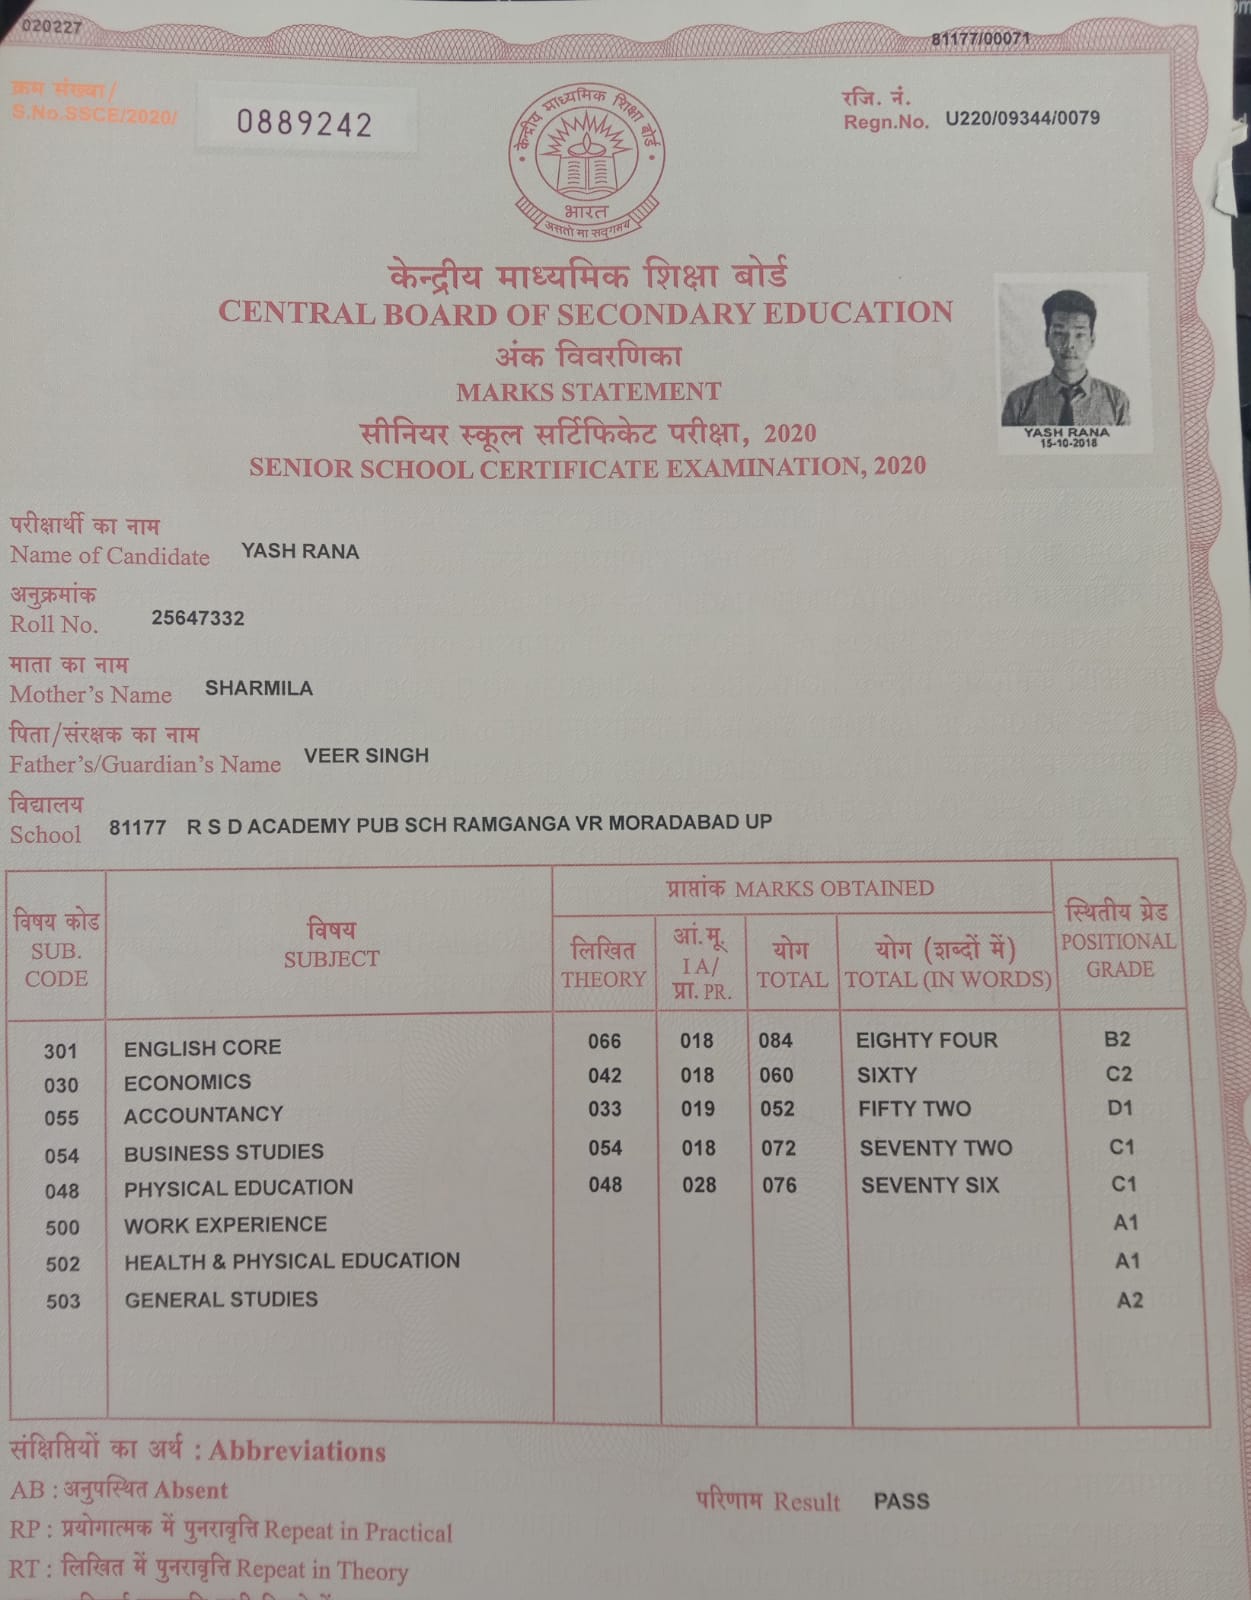 020227
81177/00071
क्रम संख्या/
S.No.SSCE/2020/
0889242
रजि. नं.
Regn.No. U220/09344/0079
केन्द्रीय माध्यमिक शिक्षा बोर्ड
भारत
असतो मा सद्गमय
केन्द्रीय माध्यमिक शिक्षा बोर्ड
CENTRAL BOARD OF SECONDARY EDUCATION
अंक विवरणिका
MARKS STATEMENT
सीनियर स्कूल सर्टिफिकेट परीक्षा, 2020
SENIOR SCHOOL CERTIFICATE EXAMINATION, 2020
YASH RANA
15-10-2018
परीक्षार्थी का नाम
Name of Candidate YASH RANA
अनुक्रमांक
Roll No. 25647332
माता का नाम
Mother's Name SHARMILA
पिता/संरक्षक का नाम
Father's/Guardian's Name VEER SINGH
विद्यालय
School 81177 R S D ACADEMY PUB SCH RAMGANGA VR MORADABAD UP
विषय कोड
SUB.
CODE
विषय
SUBJECT
प्राप्तांक MARKS OBTAINED
लिखित
THEORY
आं.मू.
IA/
प्रा. PR.
योग
TOTAL
योग (शब्दों में)
TOTAL (IN WORDS)
स्थितीय ग्रेड
POSITIONAL
GRADE
301 ENGLISH CORE 066 018 084 EIGHTY FOUR B2
030 ECONOMICS 042 018 060 SIXTY C2
055 ACCOUNTANCY 033 019 052 FIFTY TWO D1
054 BUSINESS STUDIES 054 018 072 SEVENTY TWO C1
048 PHYSICAL EDUCATION 048 028 076 SEVENTY SIX C1
500 WORK EXPERIENCE A1
502 HEALTH & PHYSICAL EDUCATION A1
503 GENERAL STUDIES A2
संक्षिप्तियों का अर्थ : Abbreviations
AB : अनुपस्थित Absent
परिणाम Result PASS
RP : प्रयोगात्मक में पुनरावृत्ति Repeat in Practical
RT : लिखित में पुनरावृत्ति Repeat in Theory